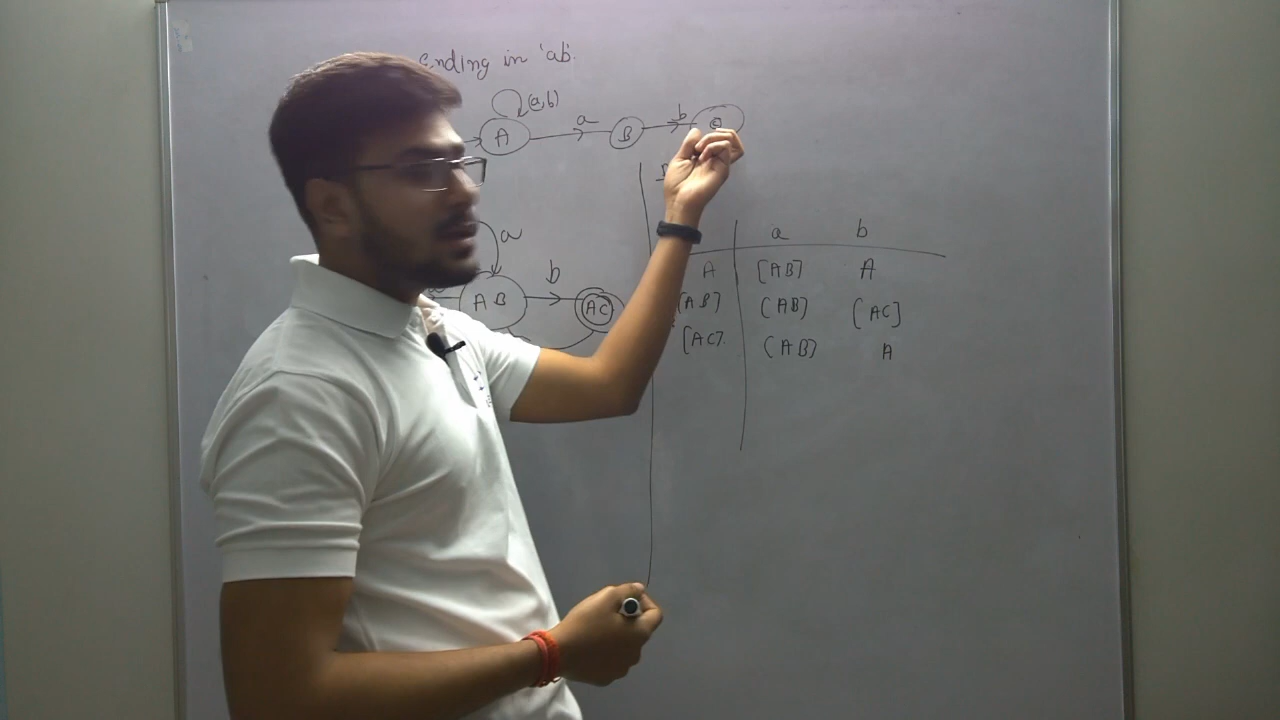 Ending in 'ab'.
(a,b)
A a B b
a
AB b AC
a b
A [AB] A
[AB] [AB] [AC]
[AC]. [AB] A